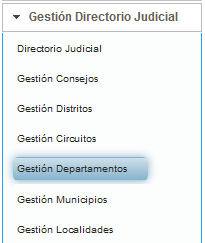 Gestión Directorio Judicial
Directorio Judicial
Gestión Consejos
Gestión Distritos
Gestión Circuitos
Gestión Departamentos
Gestión Municipios
Gestión Localidades